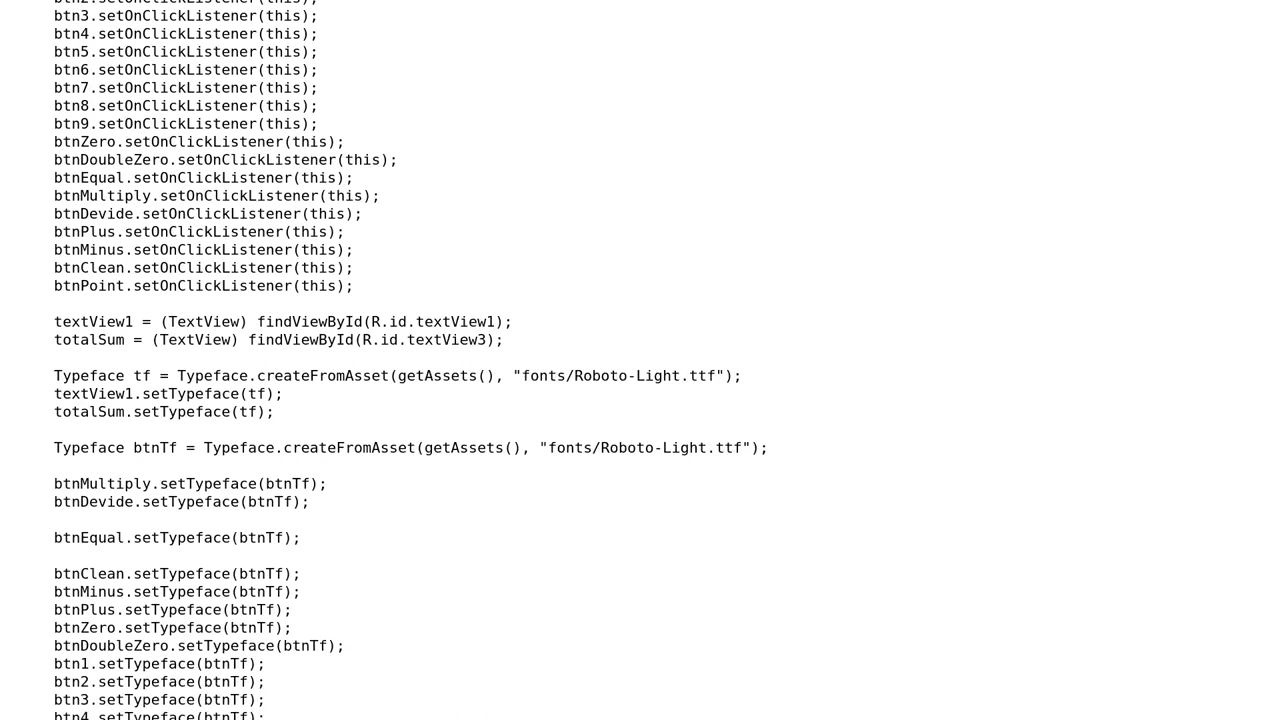 btn2.setOnClickListener(this);
btn3.setOnClickListener(this);
btn4.setOnClickListener(this);
btn5.setOnClickListener(this);
btn6.setOnClickListener(this);
btn7.setOnClickListener(this);
btn8.setOnClickListener(this);
btn9.setOnClickListener(this);
btnZero.setOnClickListener(this);
btnDoubleZero.setOnClickListener(this);
btnEqual.setOnClickListener(this);
btnMultiply.setOnClickListener(this);
btnDevide.setOnClickListener(this);
btnPlus.setOnClickListener(this);
btnMinus.setOnClickListener(this);
btnClean.setOnClickListener(this);
btnPoint.setOnClickListener(this);
textView1 = (TextView) findViewById(R.id.textView1);
totalSum = (TextView) findViewById(R.id.textView3);
Typeface tf = Typeface.createFromAsset(getAssets(), "fonts/Roboto-Light.ttf");
textView1.setTypeface(tf);
totalSum.setTypeface(tf);
Typeface btnTf = Typeface.createFromAsset(getAssets(), "fonts/Roboto-Light.ttf");
btnMultiply.setTypeface(btnTf);
btnDevide.setTypeface(btnTf);
btnEqual.setTypeface(btnTf);
btnClean.setTypeface(btnTf);
btnMinus.setTypeface(btnTf);
btnPlus.setTypeface(btnTf);
btnZero.setTypeface(btnTf);
btnDoubleZero.setTypeface(btnTf);
btn1.setTypeface(btnTf);
btn2.setTypeface(btnTf);
btn3.setTypeface(btnTf);
btn4.setTypeface(btnTf);